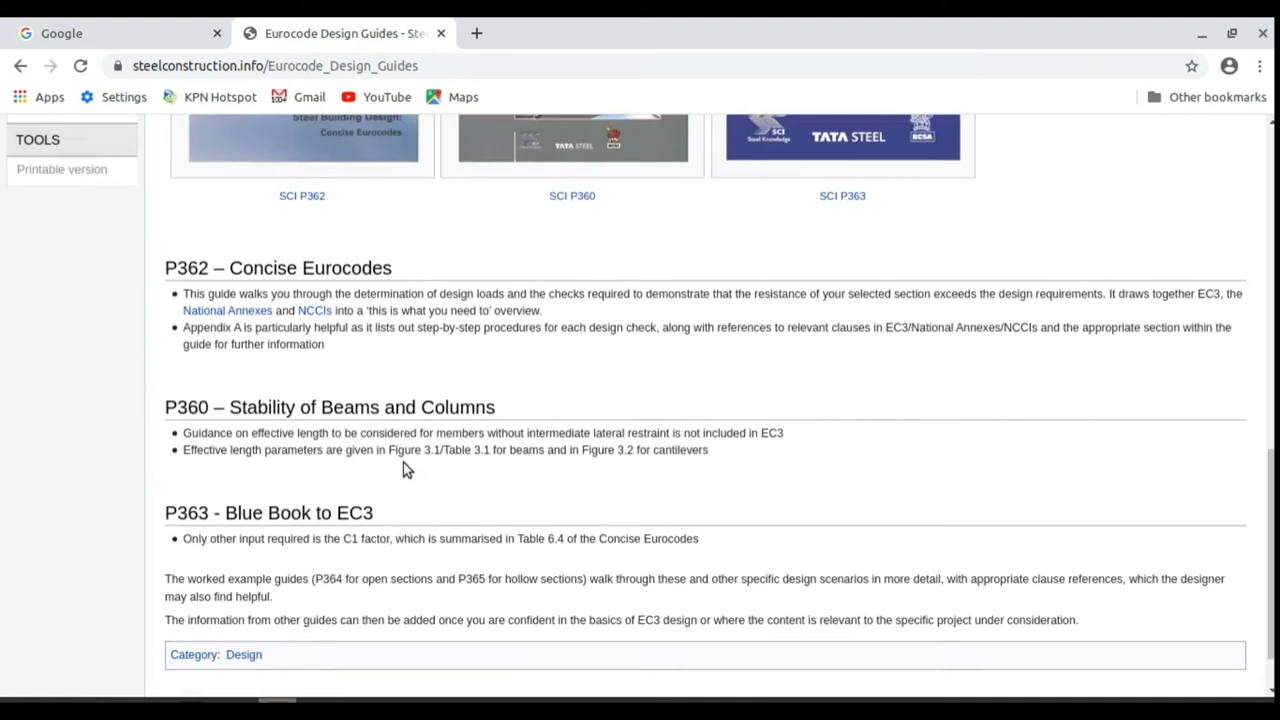 Google
Eurocode Design Guides - Stee
steelconstruction.info/Eurocode_Design_Guides
Apps
Settings
KPN Hotspot
Gmail
YouTube
Maps
Other bookmarks
TOOLS
Printable version
Steel Building Design:
Concise Eurocodes
TATA STEEL
SCI
Steel Knowledge
TATA STEEL
BCSA
SCI P362
SCI P360
SCI P363
P362 – Concise Eurocodes
This guide walks you through the determination of design loads and the checks required to demonstrate that the resistance of your selected section exceeds the design requirements. It draws together EC3, the
National Annexes and NCCIs into a ‘this is what you need to’ overview.
Appendix A is particularly helpful as it lists out step-by-step procedures for each design check, along with references to relevant clauses in EC3/National Annexes/NCCIs and the appropriate section within the
guide for further information
P360 – Stability of Beams and Columns
Guidance on effective length to be considered for members without intermediate lateral restraint is not included in EC3
Effective length parameters are given in Figure 3.1/Table 3.1 for beams and in Figure 3.2 for cantilevers
P363 - Blue Book to EC3
Only other input required is the C1 factor, which is summarised in Table 6.4 of the Concise Eurocodes
The worked example guides (P364 for open sections and P365 for hollow sections) walk through these and other specific design scenarios in more detail, with appropriate clause references, which the designer
may also find helpful.
The information from other guides can then be added once you are confident in the basics of EC3 design or where the content is relevant to the specific project under consideration.
Category: Design